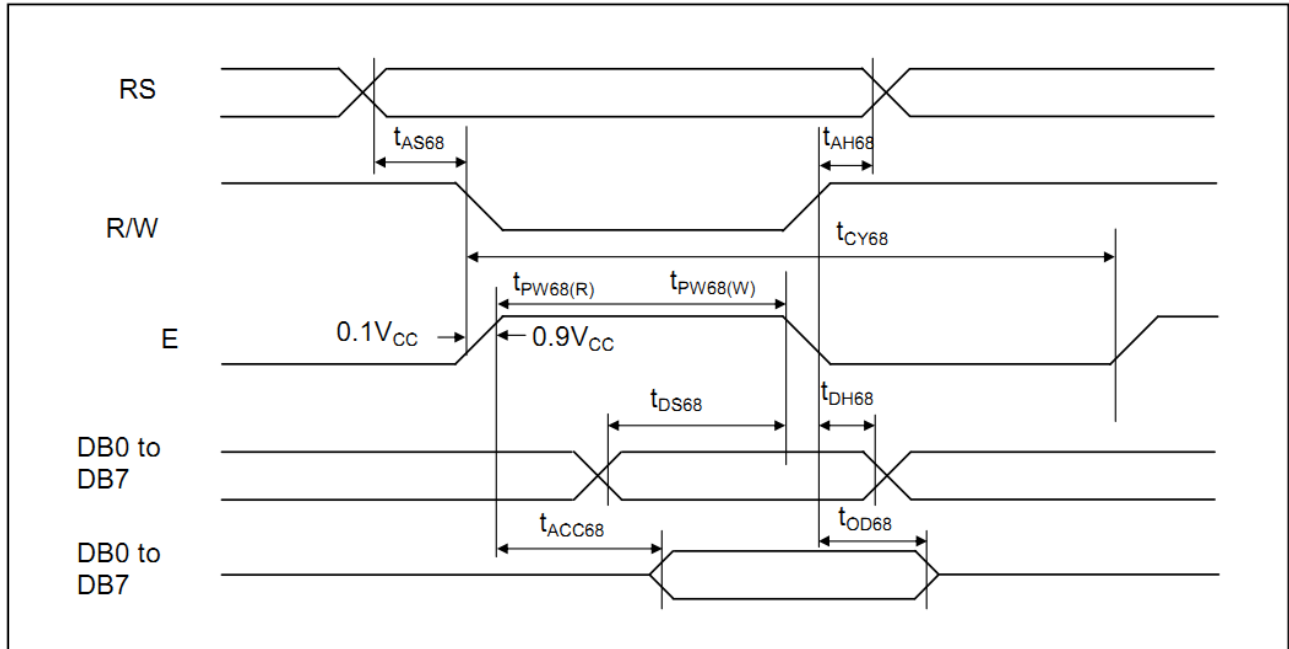 RS
tAS68
tAH68
R/W
tCY68
tPW68(R)
tPW68(W)
E
0.1VCC
0.9VCC
tDS68
tDH68
DB0 to
DB7
tACC68
tOD68
DB0 to
DB7